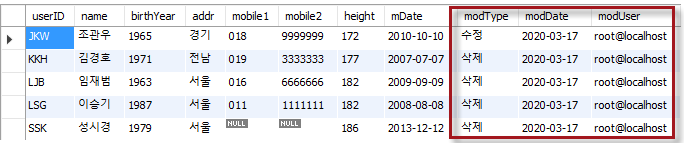 userID name birthYear addr mobile1 mobile2 height mDate modType modDate modUser
JKW 조관우 1965 경기 018 9999999 172 2010-10-10 수정 2020-03-17 root@localhost
KKH 김경호 1971 전남 019 3333333 177 2007-07-07 삭제 2020-03-17 root@localhost
LJB 임재범 1963 서울 016 6666666 182 2009-09-09 삭제 2020-03-17 root@localhost
LSG 이승기 1987 서울 011 1111111 182 2008-08-08 삭제 2020-03-17 root@localhost
SSK 성시경 1979 서울 NULL NULL 186 2013-12-12 삭제 2020-03-17 root@localhost